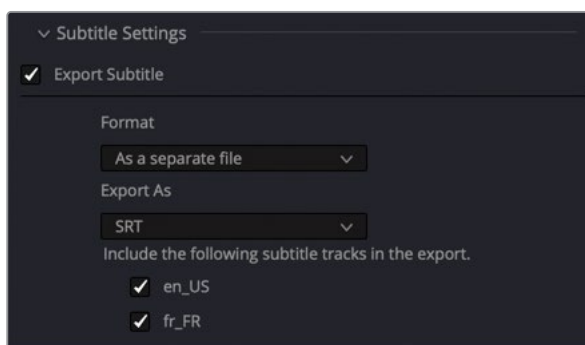 Subtitle Settings
Export Subtitle
Format
As a separate file
Export As
SRT
Include the following subtitle tracks in the export.
en_US
fr_FR